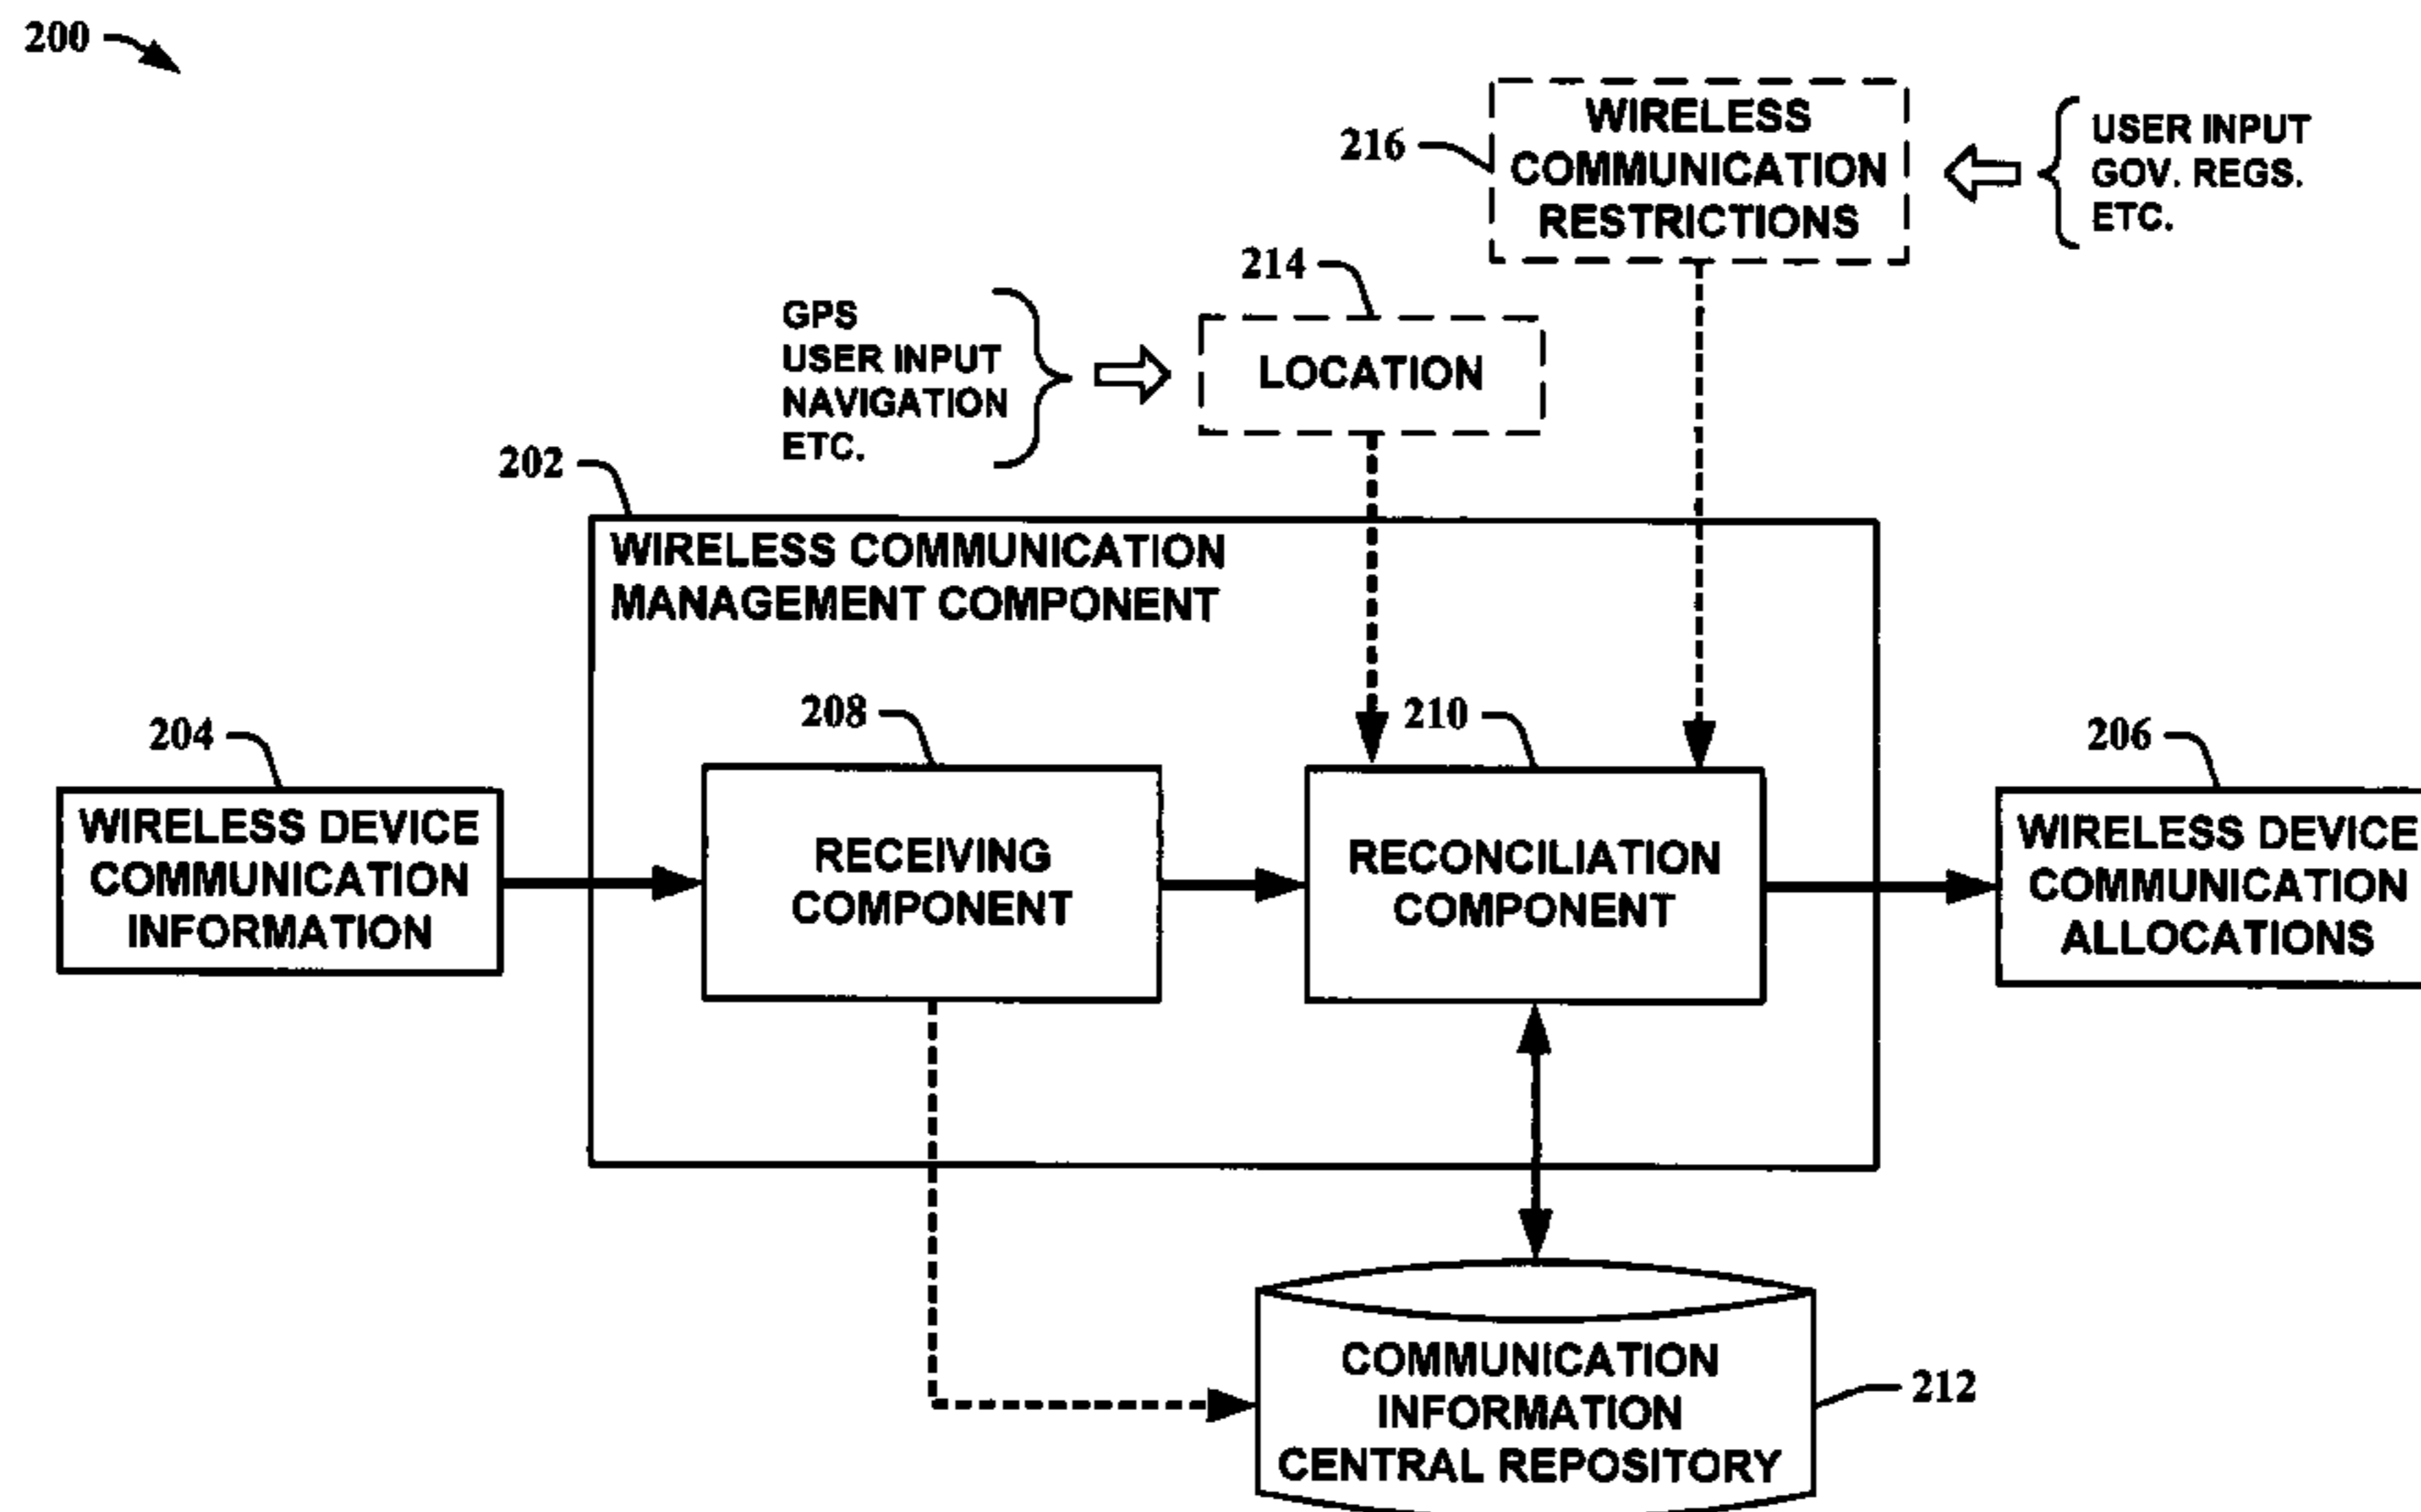 200
WIRELESS
COMMUNICATION
RESTRICTIONS
216
USER INPUT
GOV. REGS.
ETC.
214
GPS
USER INPUT
NAVIGATION
ETC.
LOCATION
202
WIRELESS COMMUNICATION
MANAGEMENT COMPONENT
204
208
210
206
WIRELESS DEVICE
COMMUNICATION
INFORMATION
RECEIVING
COMPONENT
RECONCILIATION
COMPONENT
WIRELESS DEVICE
COMMUNICATION
ALLOCATIONS
COMMUNICATION
INFORMATION
CENTRAL REPOSITORY
212